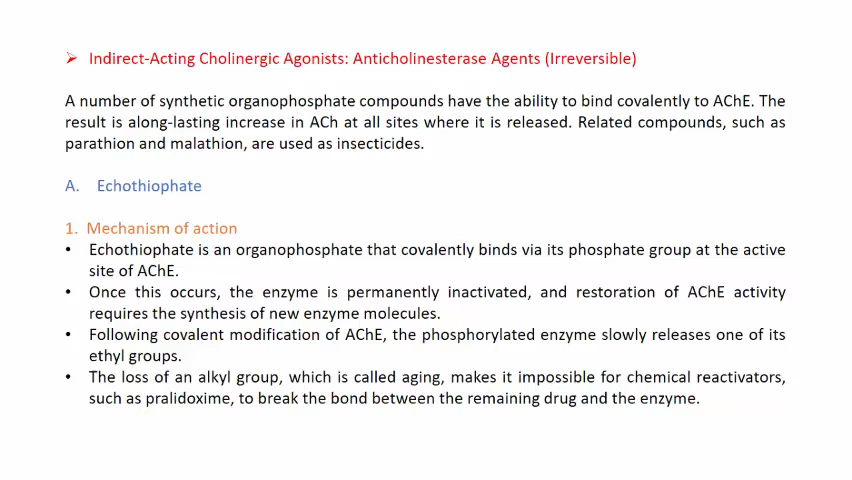 ➢ Indirect-Acting Cholinergic Agonists: Anticholinesterase Agents (Irreversible)
A number of synthetic organophosphate compounds have the ability to bind covalently to AChE. The
result is along-lasting increase in ACh at all sites where it is released. Related compounds, such as
parathion and malathion, are used as insecticides.
A. Echothiophate
1. Mechanism of action
• Echothiophate is an organophosphate that covalently binds via its phosphate group at the active
site of AChE.
• Once this occurs, the enzyme is permanently inactivated, and restoration of AChE activity
requires the synthesis of new enzyme molecules.
• Following covalent modification of AChE, the phosphorylated enzyme slowly releases one of its
ethyl groups.
• The loss of an alkyl group, which is called aging, makes it impossible for chemical reactivators,
such as pralidoxime, to break the bond between the remaining drug and the enzyme.